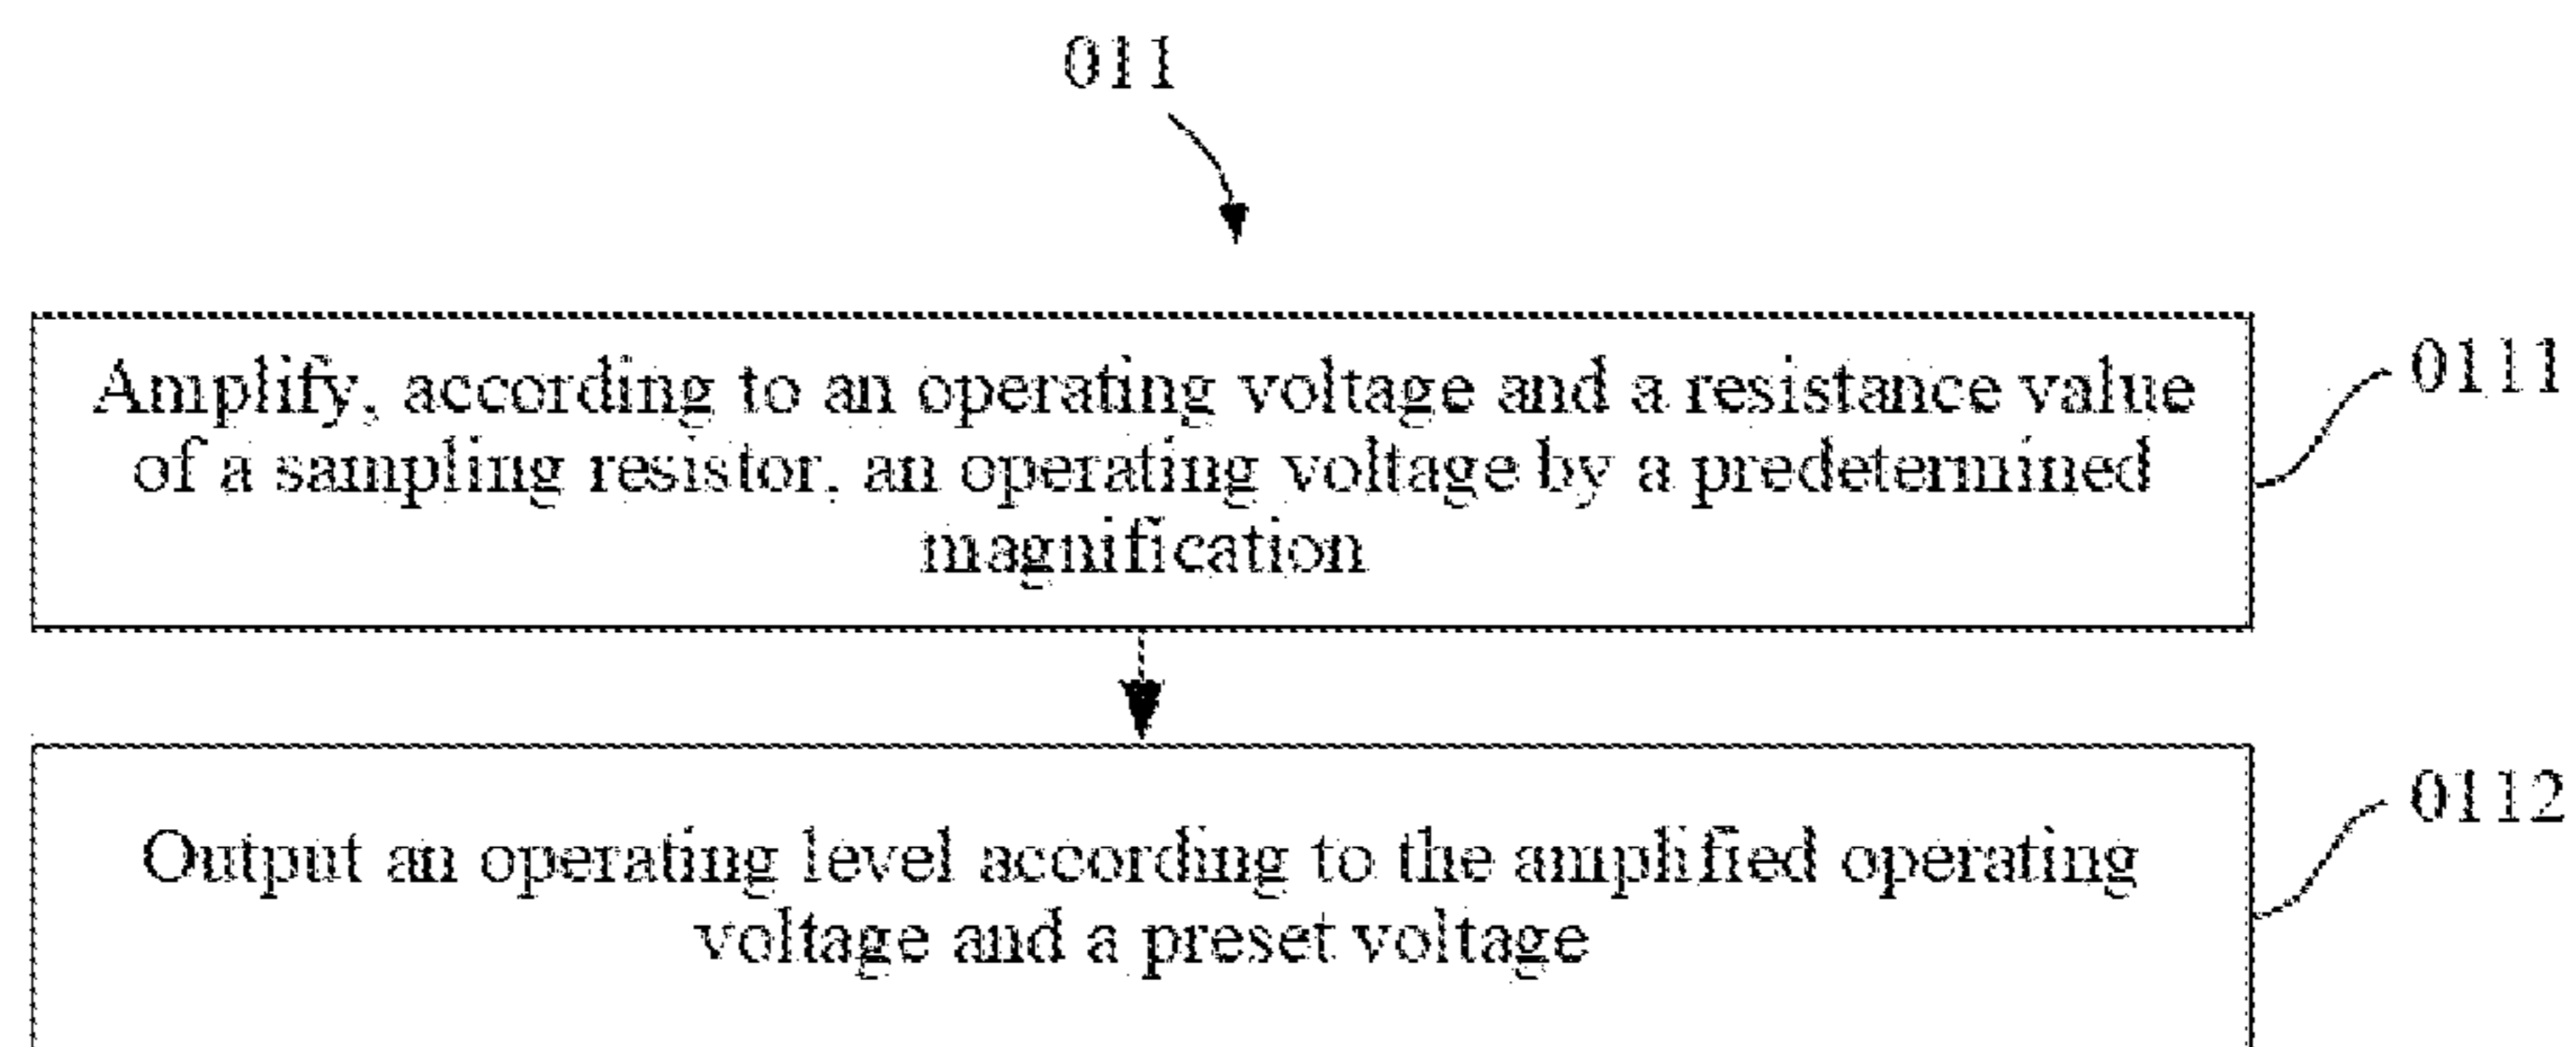 011
Amplify, according to an operating voltage and a resistance value
of a sampling resistor, an operating voltage by a predetermined
magnification
0111
Output an operating level according to the amplified operating
voltage and a preset voltage
0112